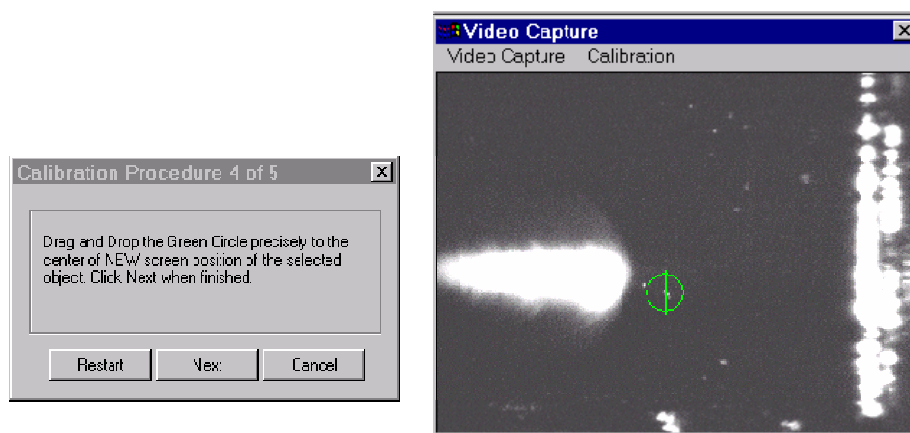 Video Capture
Video Capture Calibration
Calibration Procedure 4 of 5
Drag and Drop the Green Circle precisely to the
center of NEW screen position of the selected
object. Click Next when finished.
Restart Next Cancel